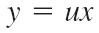 y = ux